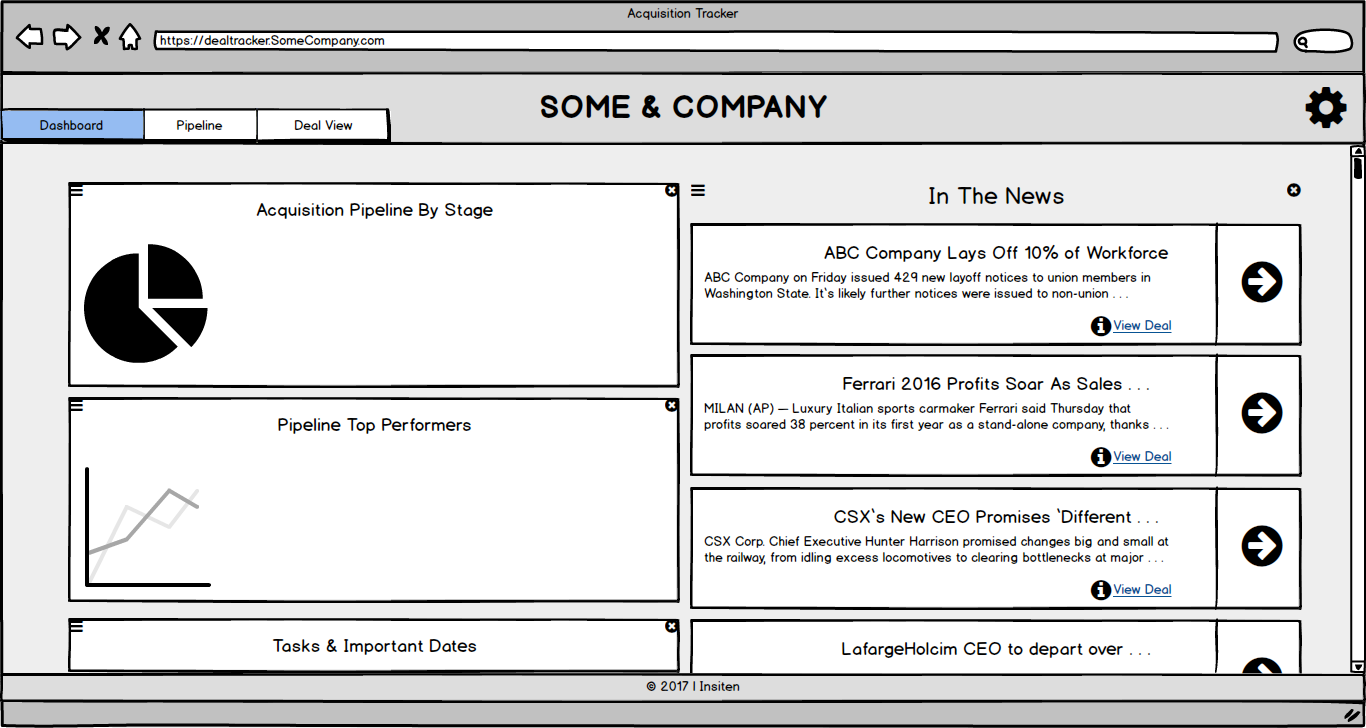 Acquisition Tracker
https://dealtracker.SomeCompany.com
SOME & COMPANY
Dashboard
Pipeline
Deal View
Acquisition Pipeline By Stage
Pipeline Top Performers
Tasks & Important Dates
In The News
ABC Company Lays Off 10% of Workforce
ABC Company on Friday issued 429 new layoff notices to union members in
Washington State. It`s likely further notices were issued to non-union . . .
View Deal
Ferrari 2016 Profits Soar As Sales . . .
MILAN (AP) — Luxury Italian sports carmaker Ferrari said Thursday that
profits soared 38 percent in its first year as a stand-alone company, thanks . . .
View Deal
CSX`s New CEO Promises `Different . . .
CSX Corp. Chief Executive Hunter Harrison promised changes big and small at
the railway, from idling excess locomotives to clearing bottlenecks at major . . .
View Deal
LafargeHolcim CEO to depart over . . .
© 2017 | Insiten